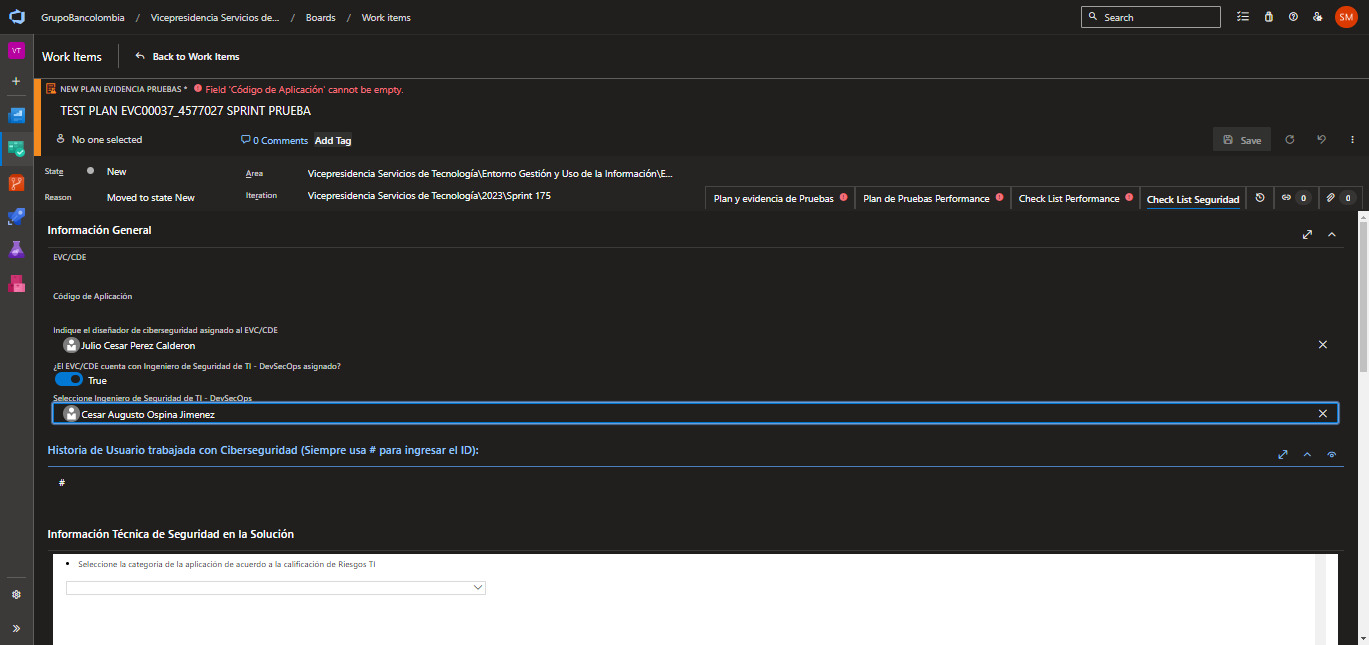 GrupoBancolombia / Vicepresidencia Servicios de... / Boards / Work items
Search
SM
VT
Work Items
Back to Work Items
NEW PLAN EVIDENCIA PRUEBAS * Field 'Código de Aplicación' cannot be empty.
TEST PLAN EVC00037_4577027 SPRINT PRUEBA
No one selected
0 Comments
Add Tag
Save
State
New
Area
Vicepresidencia Servicios de Tecnología\Entorno Gestión y Uso de la Información\E...
Reason
Moved to state New
Iteration
Vicepresidencia Servicios de Tecnología\2023\Sprint 175
Plan y evidencia de Pruebas
Plan de Pruebas Performance
Check List Performance
Check List Seguridad
0
0
Información General
EVC/CDE
Código de Aplicación
Indique el diseñador de ciberseguridad asignado al EVC/CDE
Julio Cesar Perez Calderon
¿El EVC/CDE cuenta con Ingeniero de Seguridad de TI - DevSecOps asignado?
True
Seleccione Ingeniero de Seguridad de TI - DevSecOps
Cesar Augusto Ospina Jimenez
Historia de Usuario trabajada con Ciberseguridad (Siempre usa # para ingresar el ID):
#
Información Técnica de Seguridad en la Solución
• Seleccione la categoría de la aplicación de acuerdo a la calificación de Riesgos TI